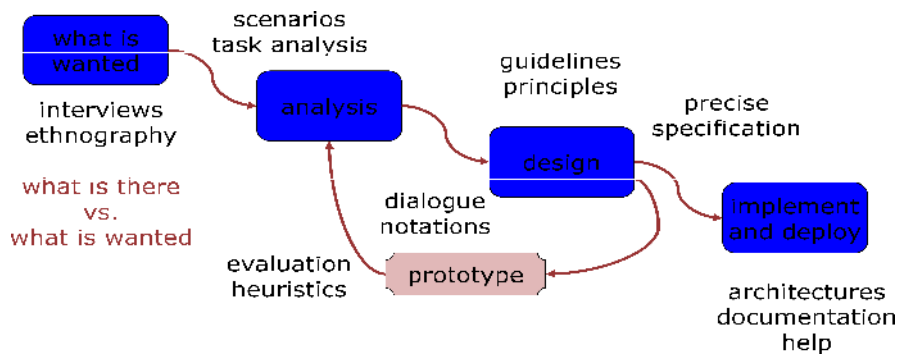 what is
wanted
scenarios
task analysis
interviews
ethnography
what is there
vs.
what is wanted
analysis
guidelines
principles
design
precise
specification
dialogue
notations
evaluation
heuristics
prototype
implement
and deploy
architectures
documentation
help